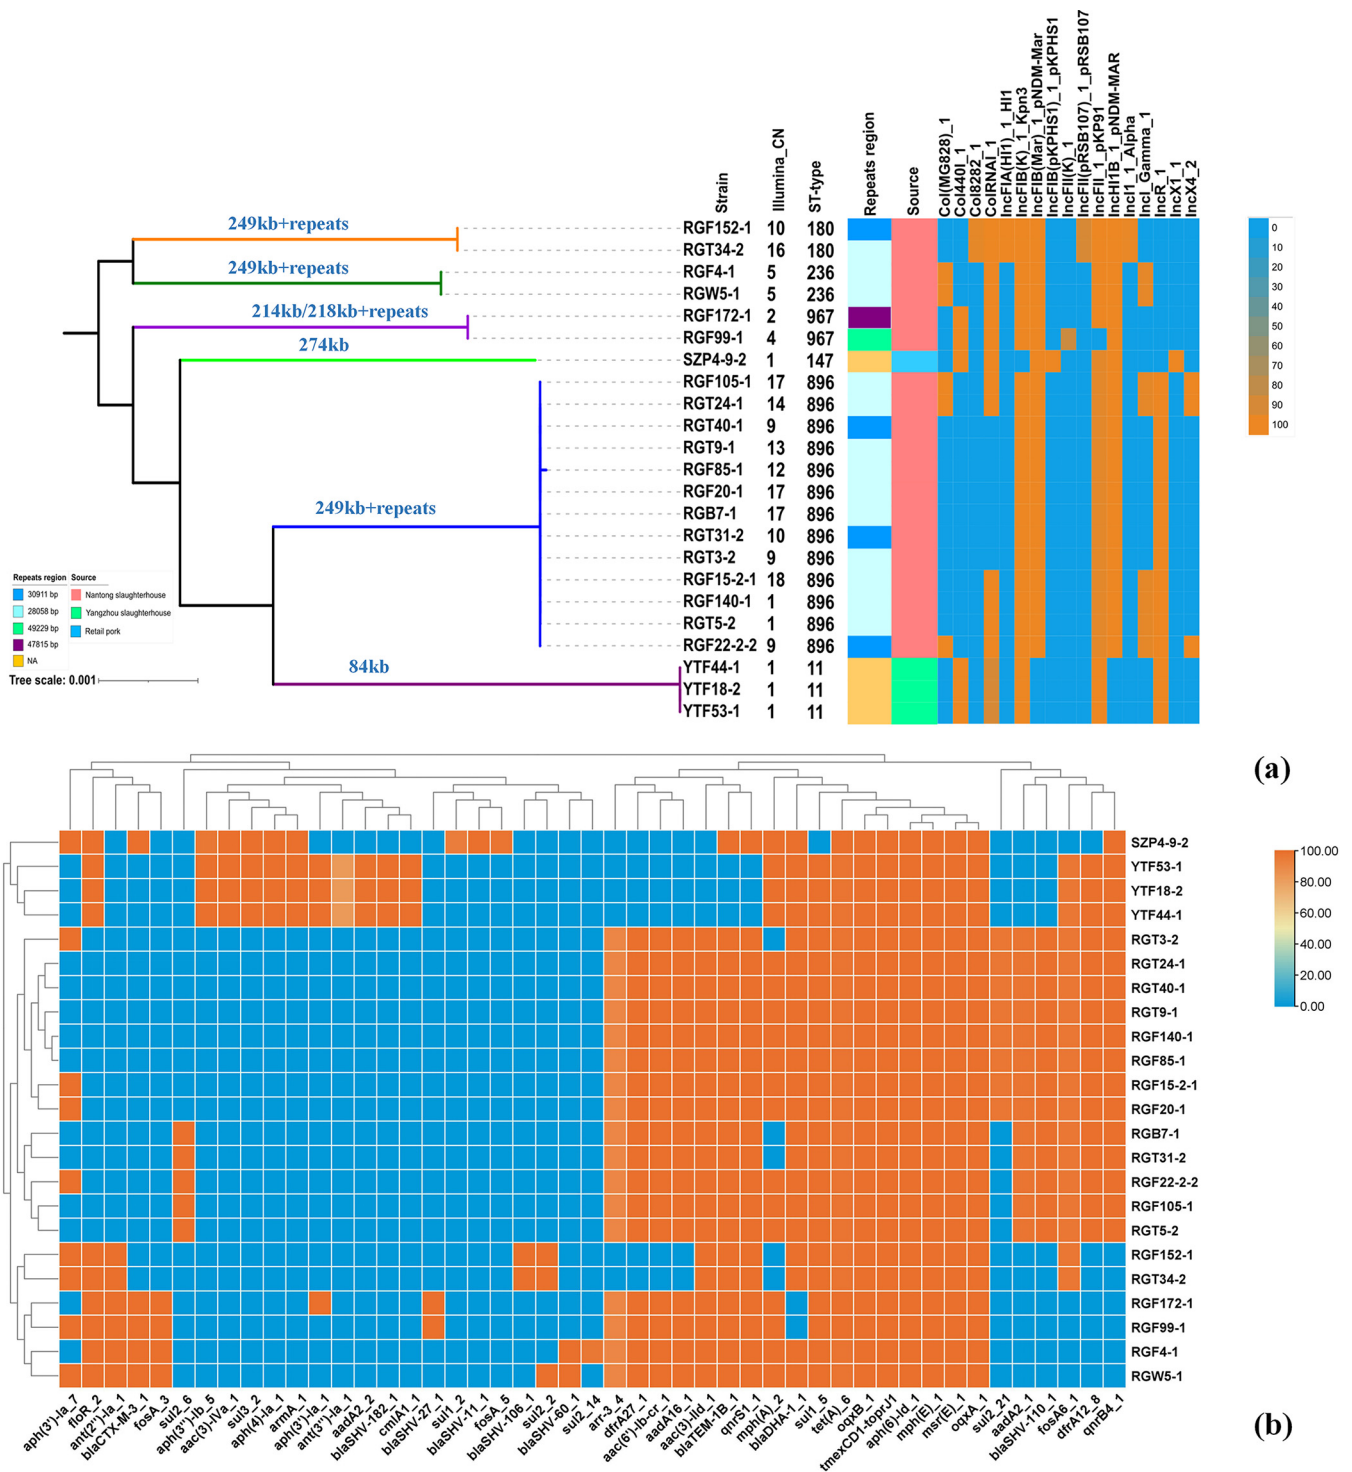 Strain
Illumina_CN
ST-type
Repeats region
Source
Col(MG828)_1
Col440I_1
Col8282_1
ColRNAI_1
IncFIA(HI1)_1_HI1
IncFIB(K)_1_Kpn3
IncFIB(Mar)_1_pNDM-Mar
IncFIB(pKPHS1)_1_pKPHS1
IncFII(K)_1
IncFII(pRSB107)_1_pRSB107
IncFII_1_pKP91
IncHI1B_1_pNDM-MAR
IncI1_1_Alpha
IncI_Gamma_1
IncR_1
IncX1_1
IncX4_2
249kb+repeats
RGF152-1 10 180
RGT34-2 16 180
249kb+repeats
RGF4-1 5 236
RGW5-1 5 236
214kb/218kb+repeats
RGF172-1 2 967
RGF99-1 4 967
274kb
SZP4-9-2 1 147
RGF105-1 17 896
RGT24-1 14 896
RGT40-1 9 896
RGT9-1 13 896
RGF85-1 12 896
RGF20-1 17 896
249kb+repeats
RGB7-1 17 896
RGT31-2 10 896
RGT3-2 9 896
RGF15-2-1 18 896
RGF140-1 1 896
RGT5-2 1 896
RGF22-2-2 9 896
84kb
YTF44-1 1 11
YTF18-2 1 11
YTF53-1 1 11
0
10
20
30
40
50
60
70
80
90
100
Repeats region Source
30911 bp Nantong slaughterhouse
28058 bp Yangzhou slaughterhouse
49229 bp Retail pork
47815 bp
NA
Tree scale: 0.001
(a)
SZP4-9-2
YTF53-1
YTF18-2
YTF44-1
RGT3-2
RGT24-1
RGT40-1
RGT9-1
RGF140-1
RGF85-1
RGF15-2-1
RGF20-1
RGB7-1
RGT31-2
RGF22-2-2
RGF105-1
RGT5-2
RGF152-1
RGT34-2
RGF172-1
RGF99-1
RGF4-1
RGW5-1
100.00
80.00
60.00
40.00
20.00
0.00
aph(3')-Ia_7
floR_2
ant(2'')-Ia_1
blaCTX-M-3_1
fosA_3
sul2_6
aph(3'')-Ib_5
aac(3)-IVa_1
sul3_2
aph(4)-Ia_1
armA_1
aph(3')-Ia_1
ant(3'')-Ia_1
aadA2_2
blaSHV-182_1
cmlA1_1
blaSHV-27_1
sul1_2
blaSHV-11_1
fosA_5
blaSHV-106_1
sul2_2
blaSHV-60_1
sul2_14
arr-3_4
dfrA27_1
aac(6')-Ib-cr_1
aadA16_1
aac(3)-IId_1
blaTEM-1B_1
qnrS1_1
mph(A)_2
blaDHA-1_1
sul1_5
tet(A)_6
oqxB_1
tmexCD1-toprJ1
aph(6)-Id_1
mph(E)_1
msr(E)_1
oqxA_1
sul2_21
aadA2_1
blaSHV-110_1
fosA6_1
dfrA12_8
qnrB4_1
(b)